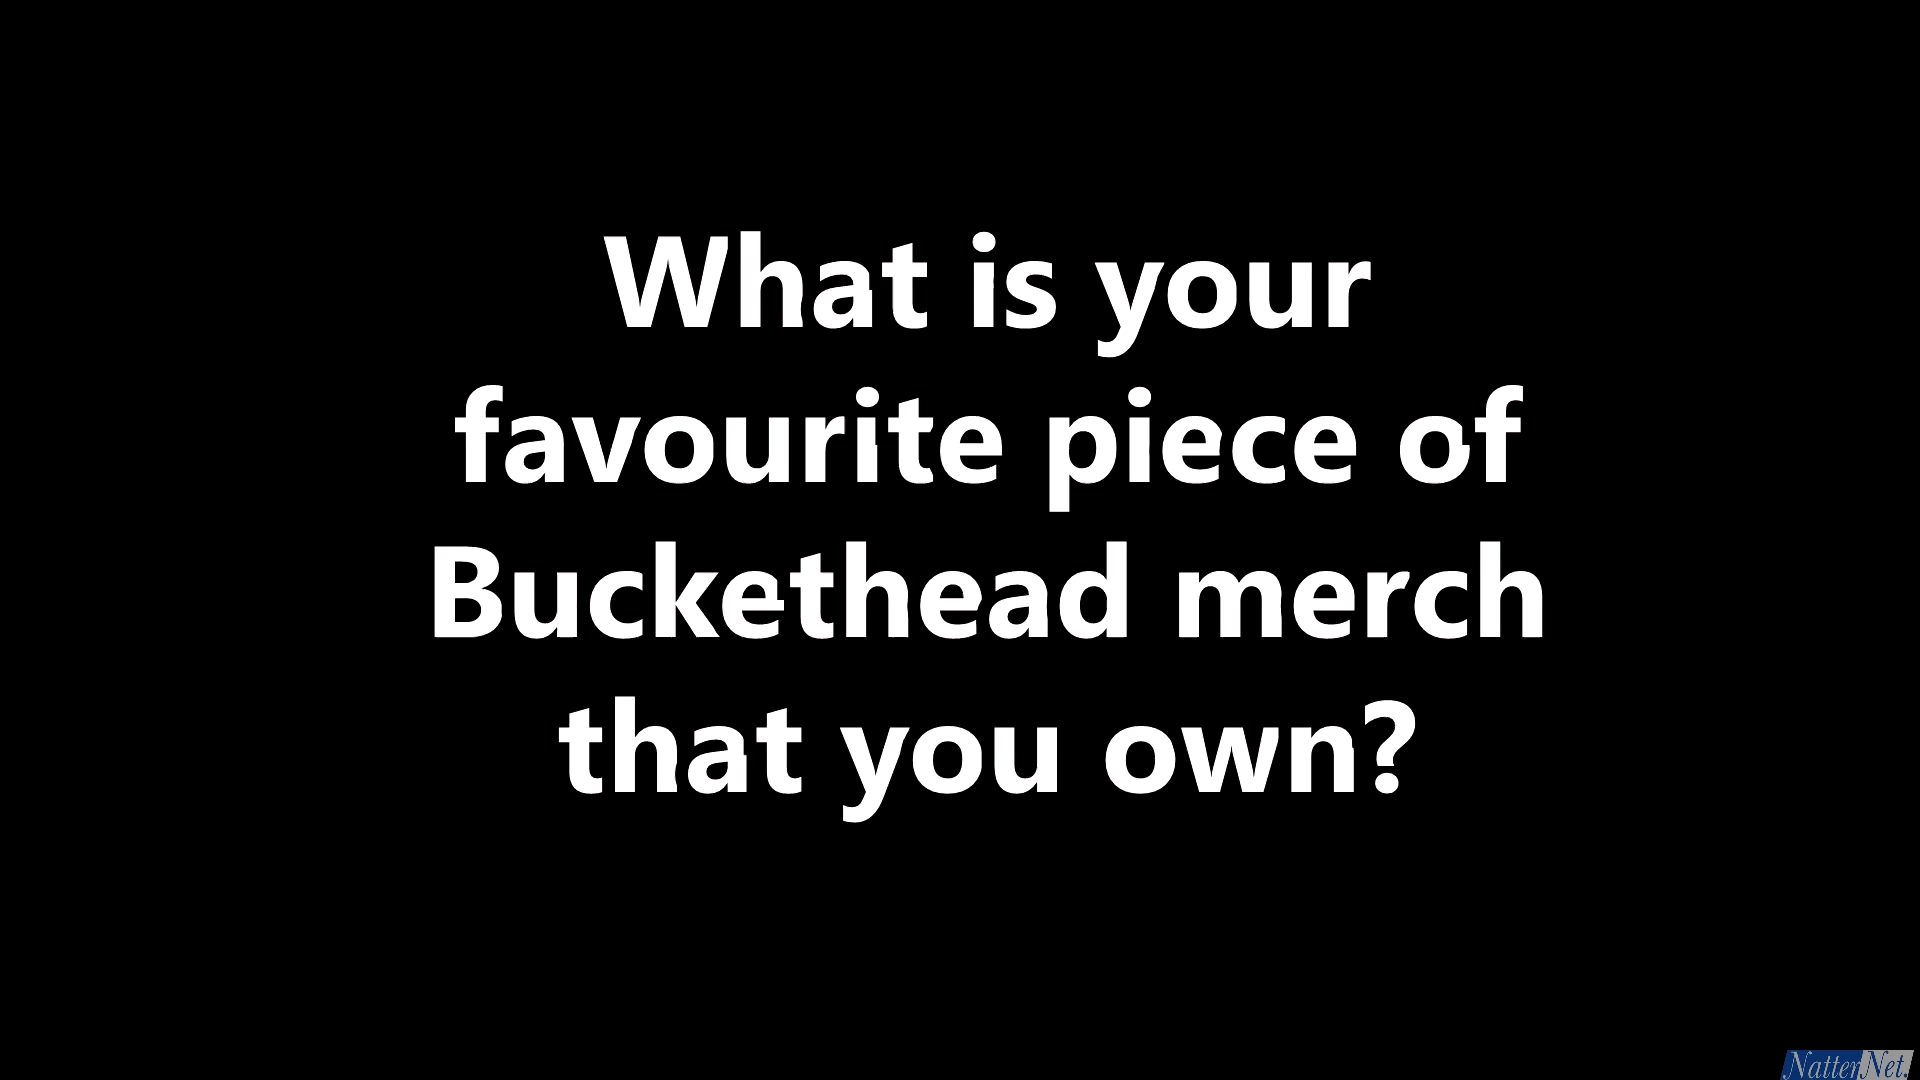 What is your
favourite piece of
Buckethead merch
that you own?
NatterNet.